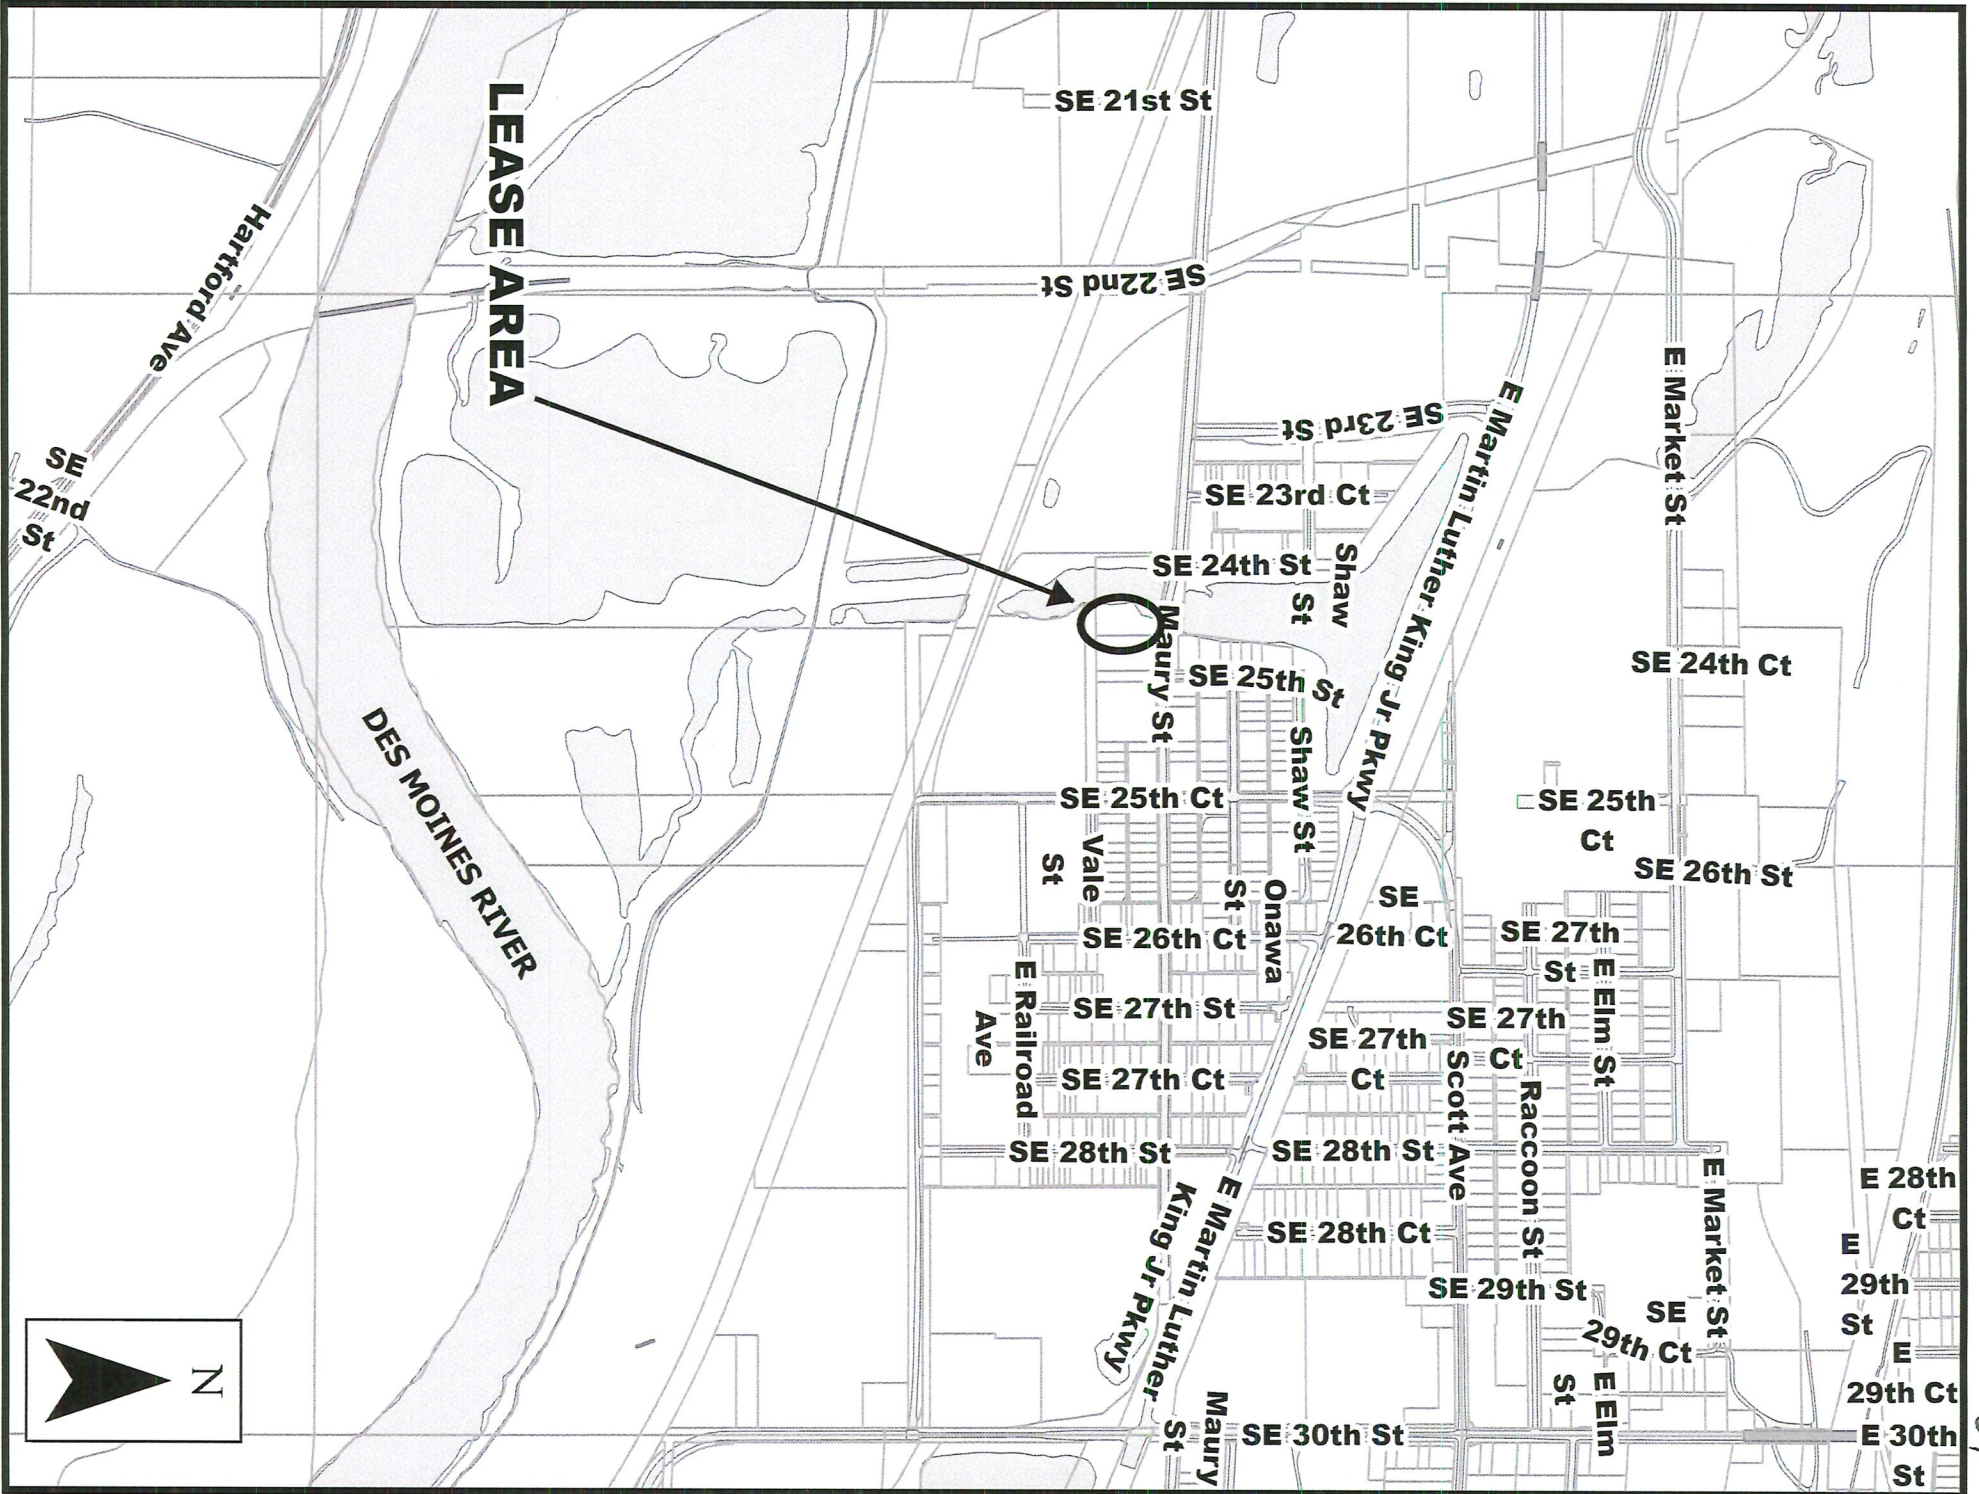 SE 21st St
LEASE AREA
Hartford Ave
SE 22nd St
E Market St
E Martin Luther King Jr Pkwy
SE 23rd St
SE
22nd
St
SE 23rd Ct
SE 24th St
Shaw
St
Maury St
SE 24th Ct
SE 25th St
DES MOINES RIVER
Shaw St
SE 25th Ct
SE 25th
Ct
Vale
St
SE 26th St
Onawa
St
SE
26th Ct
SE 26th Ct
SE 27th
St
E Elm St
E Railroad
Ave
SE 27th St
SE 27th
Ct
SE 27th
Ct
SE 27th Ct
Scott Ave
Raccoon St
SE 28th St
SE 28th St
E Market St
E 28th
Ct
E Martin Luther
King Jr Pkwy
SE 28th Ct
E
29th
St
SE 29th St
SE
29th Ct
E
29th Ct
E Elm
St
Maury
St
SE 30th St
E 30th
St
N